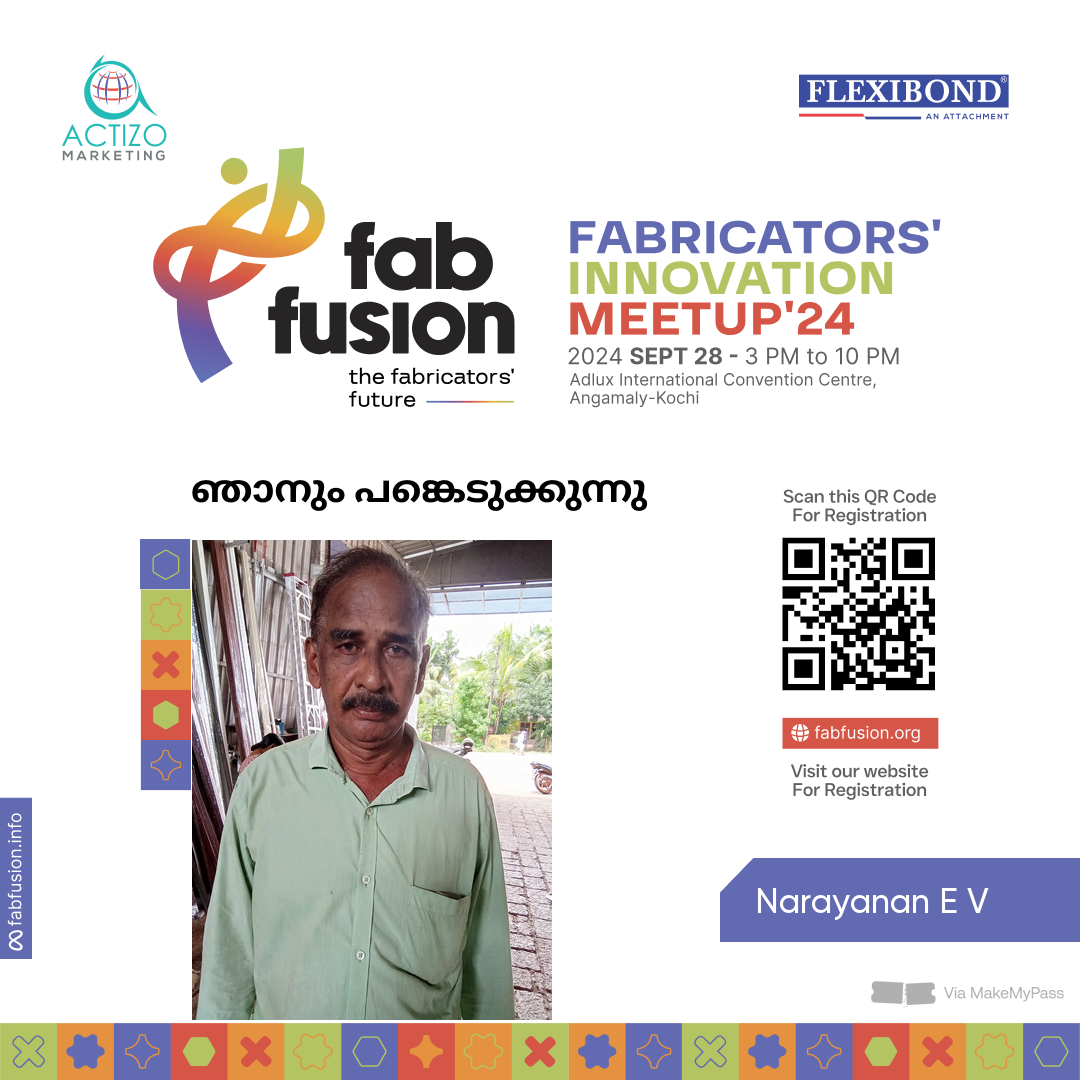 ACTIZO
MARKETING
FLEXIBOND®
AN ATTACHMENT
fab
fusion
the fabricators'
future
FABRICATORS'
INNOVATION
MEETUP'24
2024 SEPT 28 - 3 PM to 10 PM
Adlux International Convention Centre,
Angamaly-Kochi
ഞാനും പങ്കെടുക്കുന്നു
Scan this QR Code
For Registration
fabfusion.org
Visit our website
For Registration
fabfusion.info
Narayanan E V
Via MakeMyPass